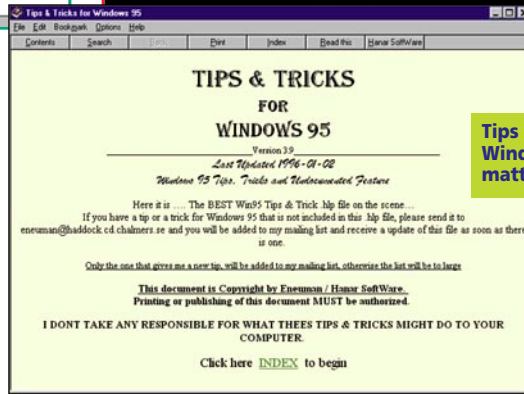 Tips & Tricks for Windows 95
File Edit Bookmark Options Help
Contents Search Back Print Index Read this Hanar SoftWare
TIPS & TRICKS
FOR
WINDOWS 95
Version 3.9
Last Updated 1996-01-02
Windows 95 Tips, Tricks and Undocumented Feature
Here it is .... The BEST Win95 Tips & Trick .hlp file on the scene...
If you have a tip or a trick for Windows 95 that is not included in this .hlp file, please send it to
eneuman@haddock.cd.chalmers.se and you will be added to my mailing list and receive a update of this file as soon as there
is one.
Only the one that gives me a new tip, will be added to my mailing list, otherwise the list will be to large
This document is Copyright by Eneuman / Hanar SoftWare.
Printing or publishing of this document MUST be authorized.
I DONT TAKE ANY RESPONSIBLE FOR WHAT THEES TIPS & TRICKS MIGHT DO TO YOUR
COMPUTER.
Click here INDEX to begin
Tips
Wind
matt